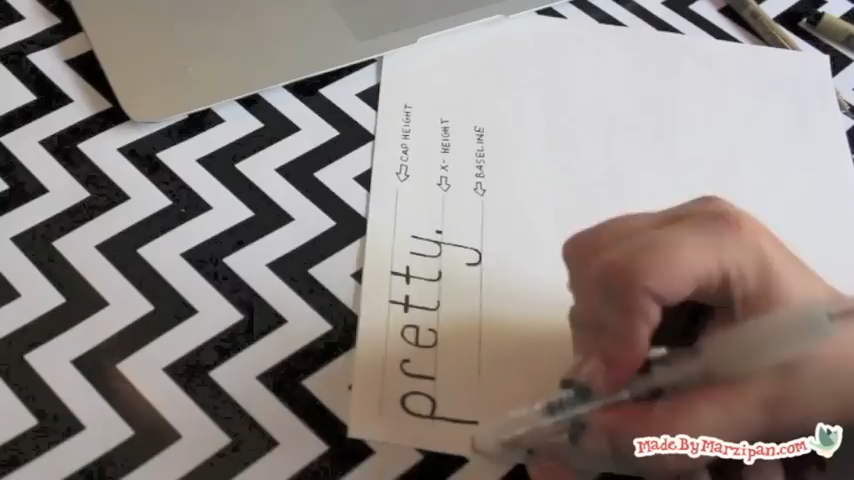 CAP HEIGHT
X- HEIGHT
BASELINE
pretty.
MadeByMarzipan.com